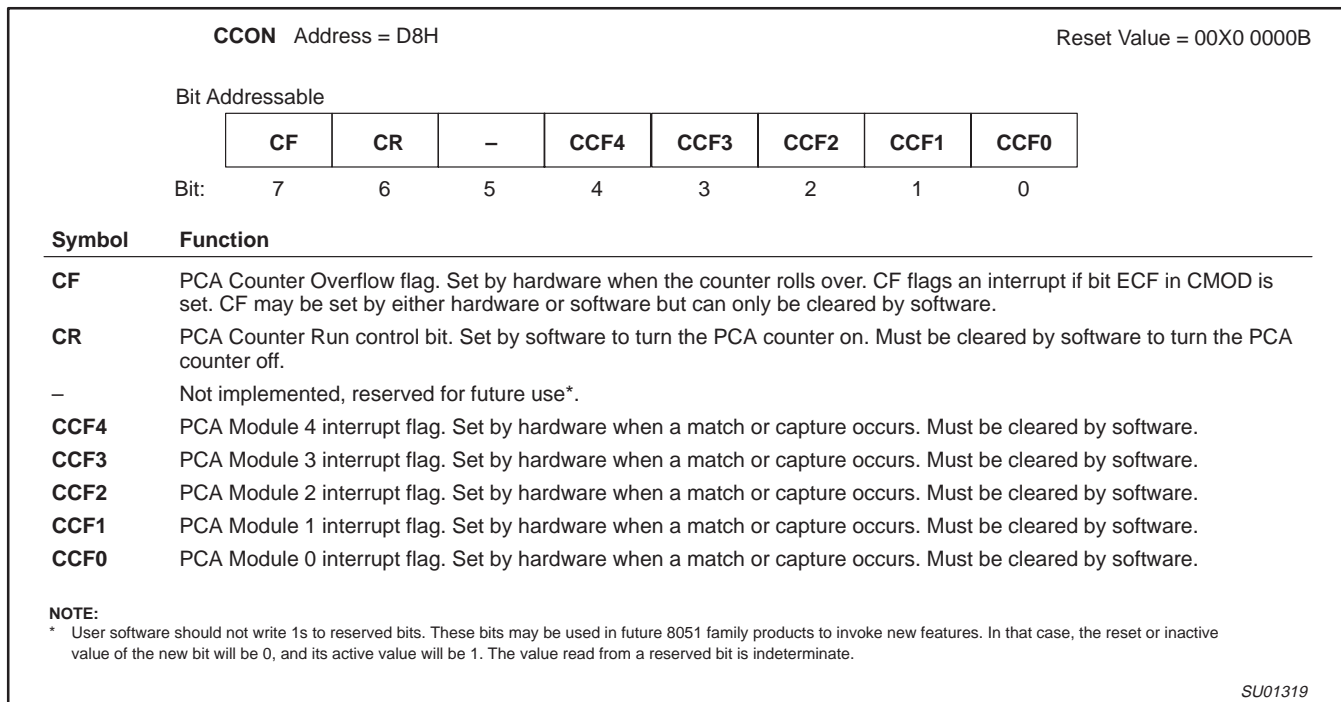 CCON Address = D8H Reset Value = 00X0 0000B
Bit Addressable
CF CR – CCF4 CCF3 CCF2 CCF1 CCF0
Bit: 7 6 5 4 3 2 1 0
Symbol Function
CF PCA Counter Overflow flag. Set by hardware when the counter rolls over. CF flags an interrupt if bit ECF in CMOD is
set. CF may be set by either hardware or software but can only be cleared by software.
CR PCA Counter Run control bit. Set by software to turn the PCA counter on. Must be cleared by software to turn the PCA
counter off.
– Not implemented, reserved for future use*.
CCF4 PCA Module 4 interrupt flag. Set by hardware when a match or capture occurs. Must be cleared by software.
CCF3 PCA Module 3 interrupt flag. Set by hardware when a match or capture occurs. Must be cleared by software.
CCF2 PCA Module 2 interrupt flag. Set by hardware when a match or capture occurs. Must be cleared by software.
CCF1 PCA Module 1 interrupt flag. Set by hardware when a match or capture occurs. Must be cleared by software.
CCF0 PCA Module 0 interrupt flag. Set by hardware when a match or capture occurs. Must be cleared by software.
NOTE:
* User software should not write 1s to reserved bits. These bits may be used in future 8051 family products to invoke new features. In that case, the reset or inactive
value of the new bit will be 0, and its active value will be 1. The value read from a reserved bit is indeterminate.
SU01319